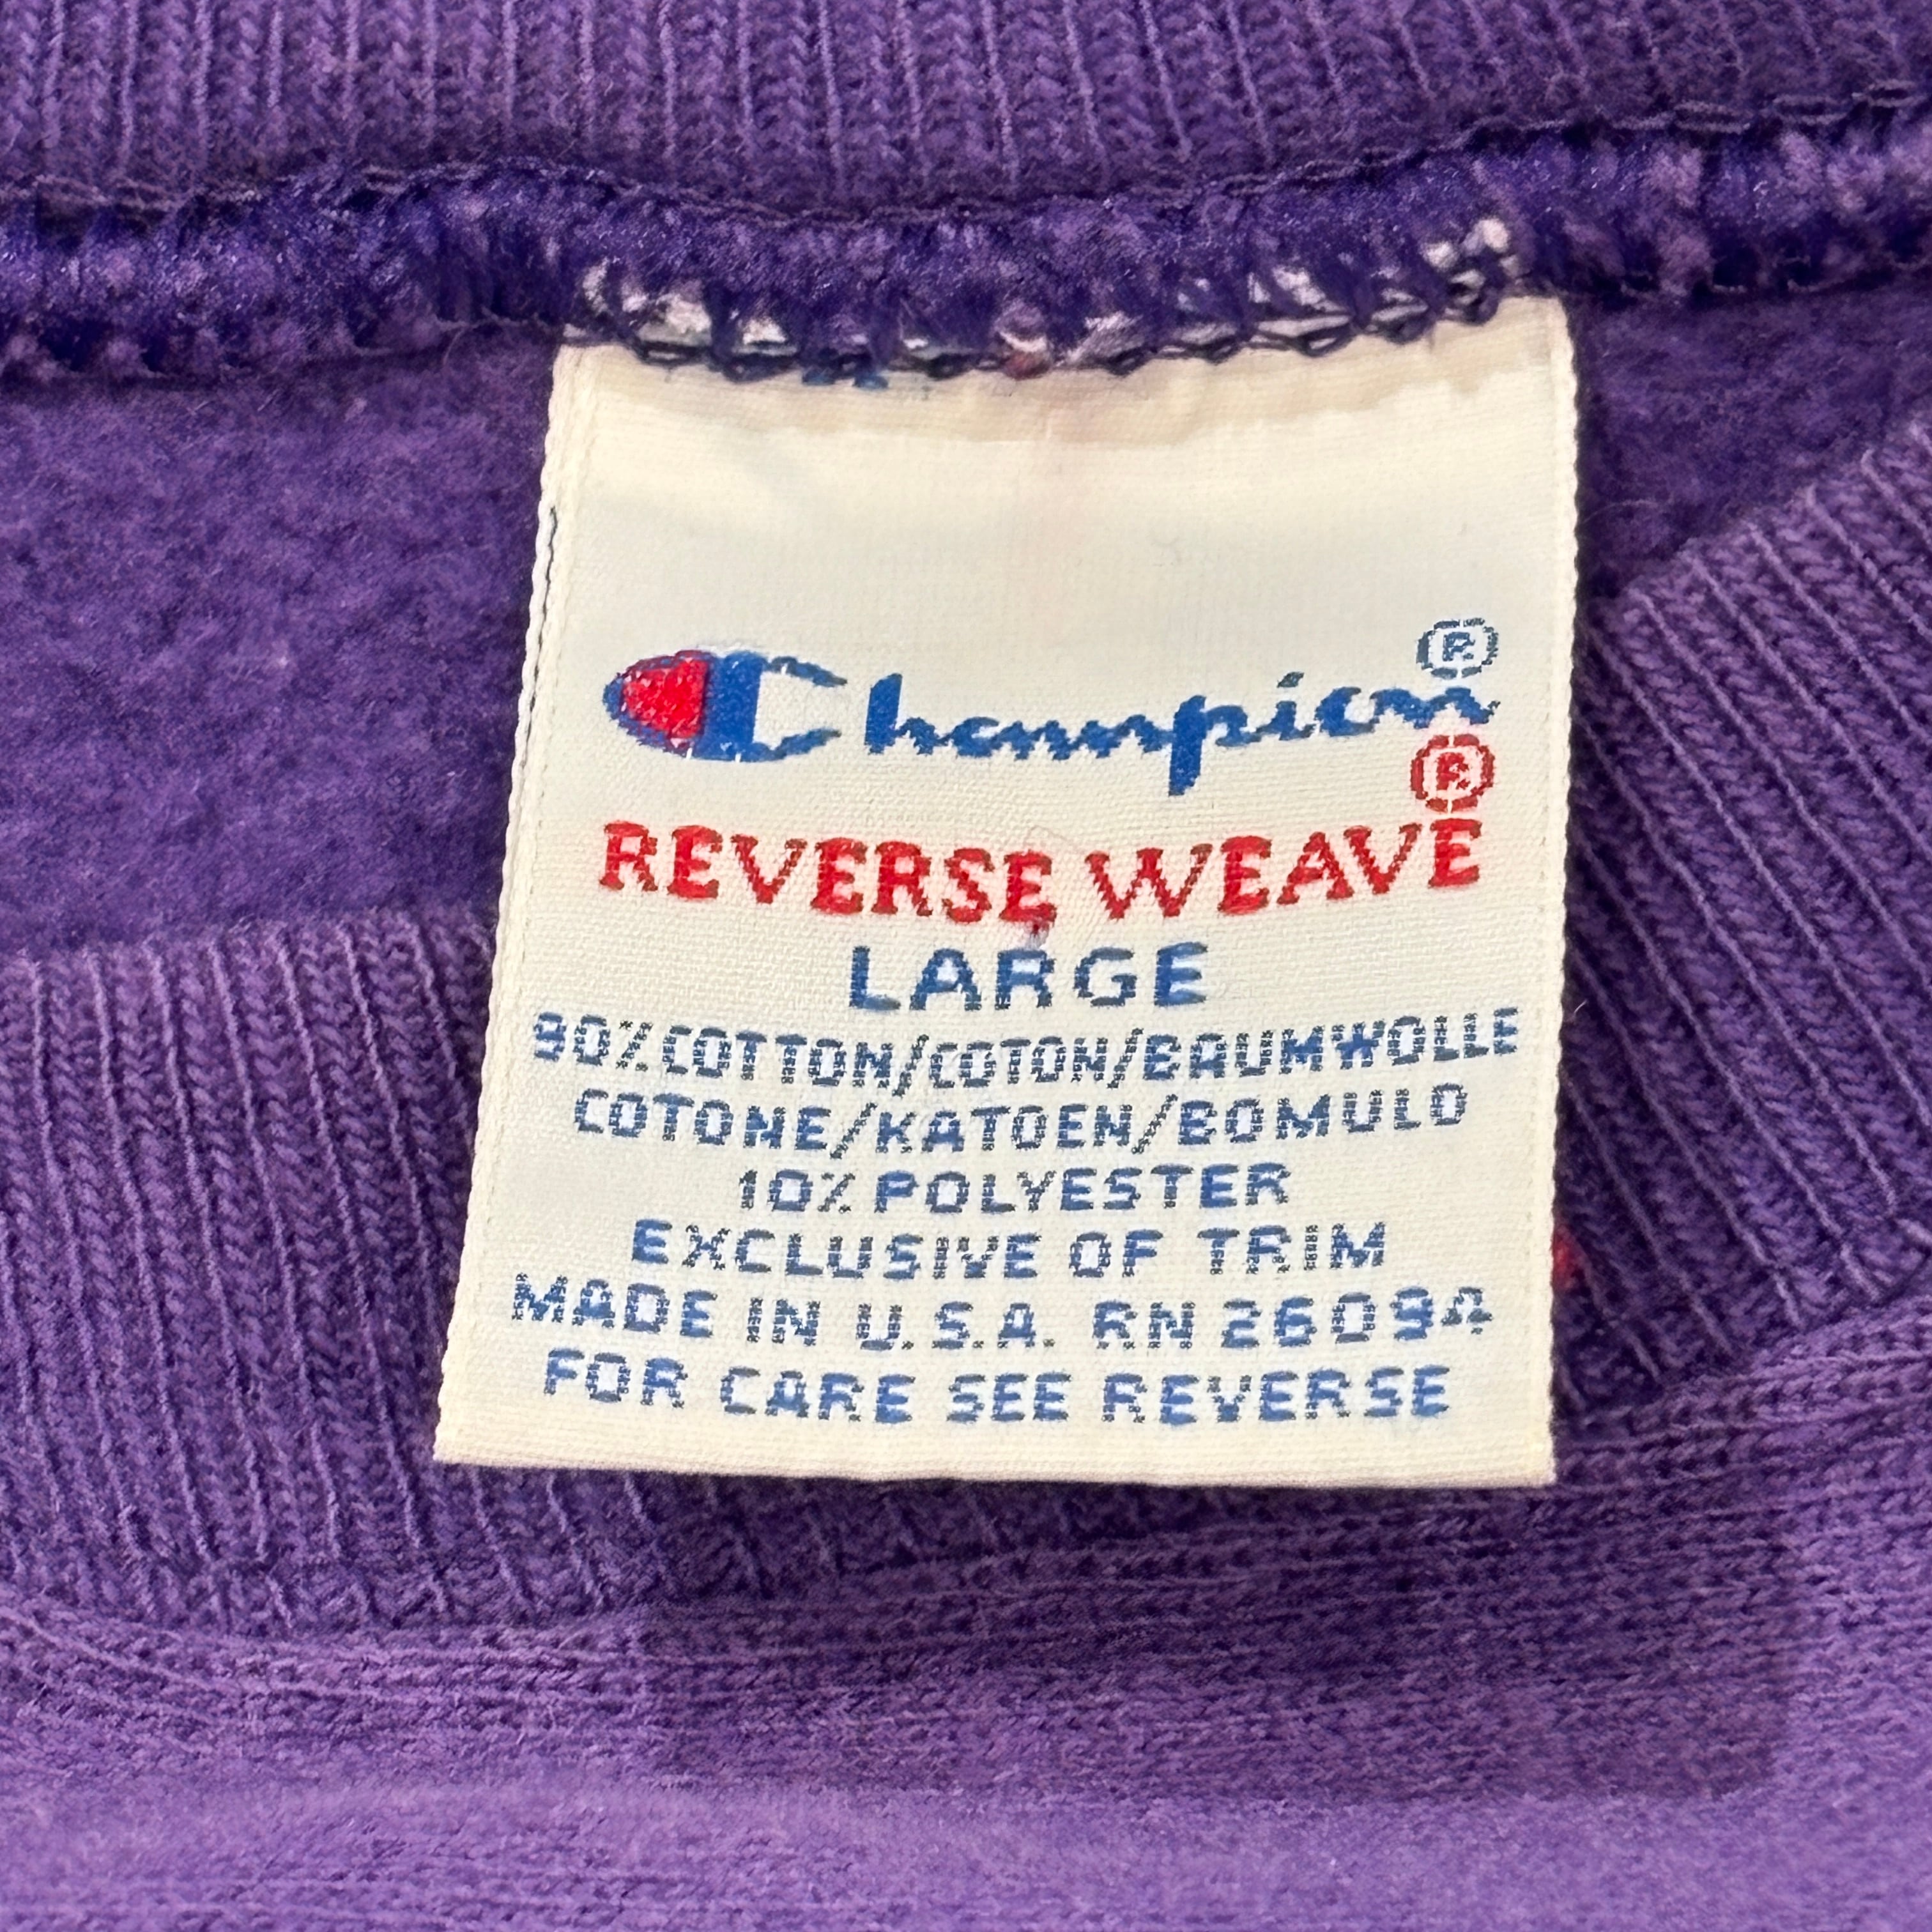 Champion®
REVERSE WEAVE®
LARGE
90% COTTON/COTON/BAUMWOLLE
COTONE/KATOEN/BOMULD
10% POLYESTER
EXCLUSIVE OF TRIM
MADE IN U.S.A. RN 26094
FOR CARE SEE REVERSE